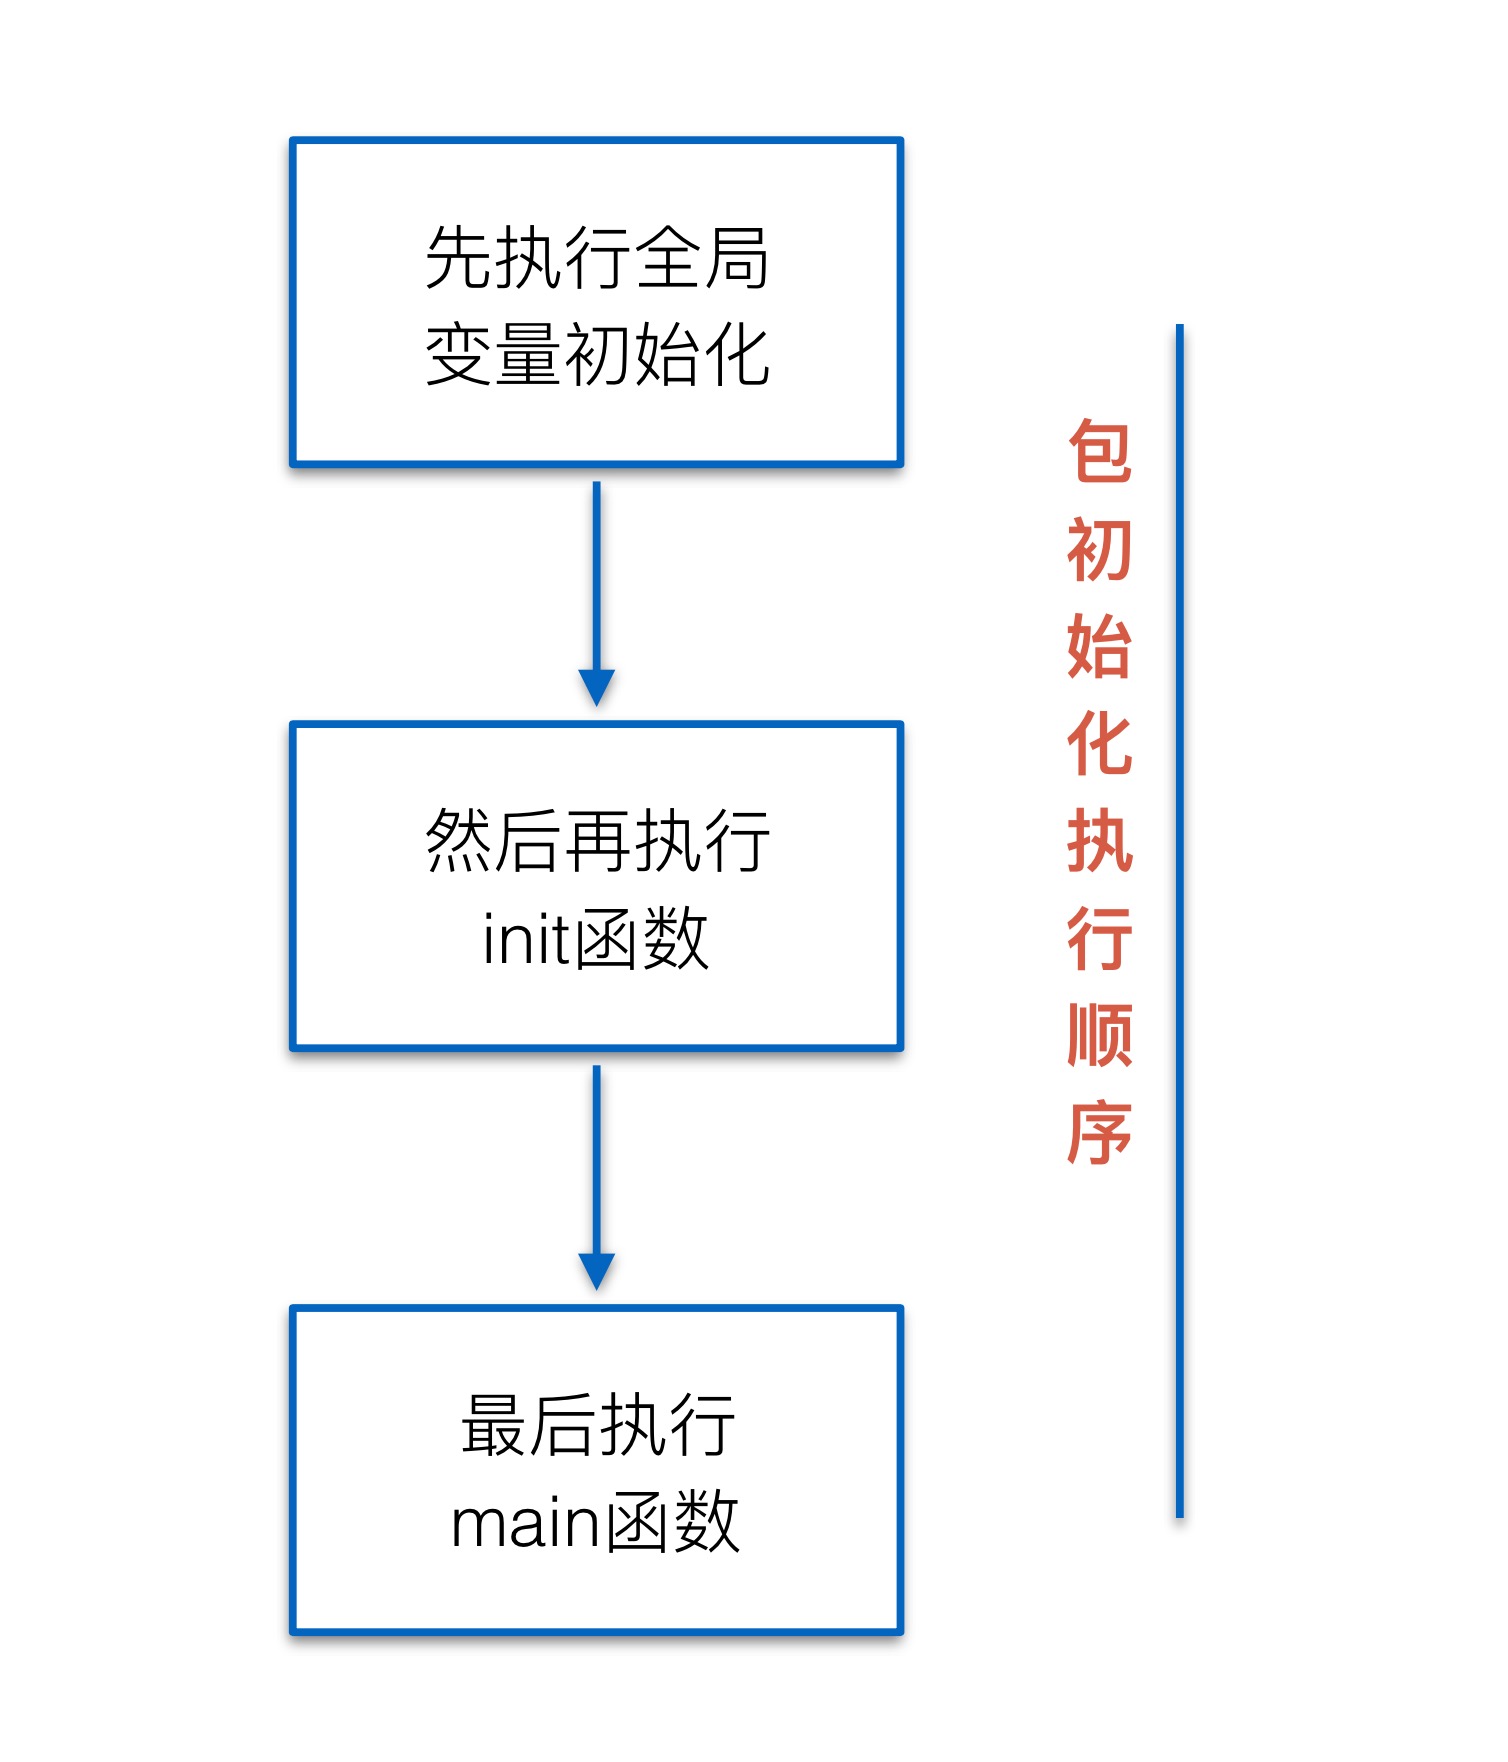 先执行全局
变量初始化
然后再执行
init函数
最后执行
main函数
包初始化执行顺序